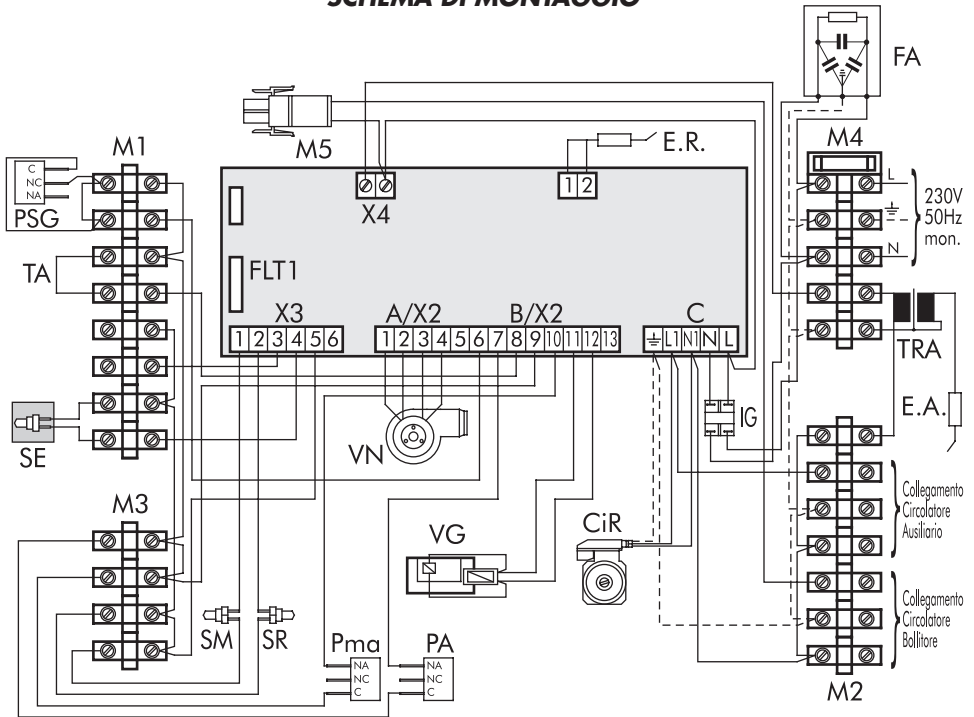 SCHEMA DI MONTAGGIO
FA
M1
M5
E.R.
M4
C
NC
NA
PSG
X4
1 2
L
N
230V
50Hz
mon.
TA
FLT1
X3
A/X2
B/X2
C
1 2 3 4 5 6
1 2 3 4 5 6 7 8 9 10 11 12 13
L1 N1 N L
TRA
IG
E.A.
SE
VN
M3
VG
CiR
Collegamento
Circolatore
Ausiliario
SM
SR
Pma
PA
NA
NC
C
NA
NC
C
Collegamento
Circolatore
Bollitore
M2